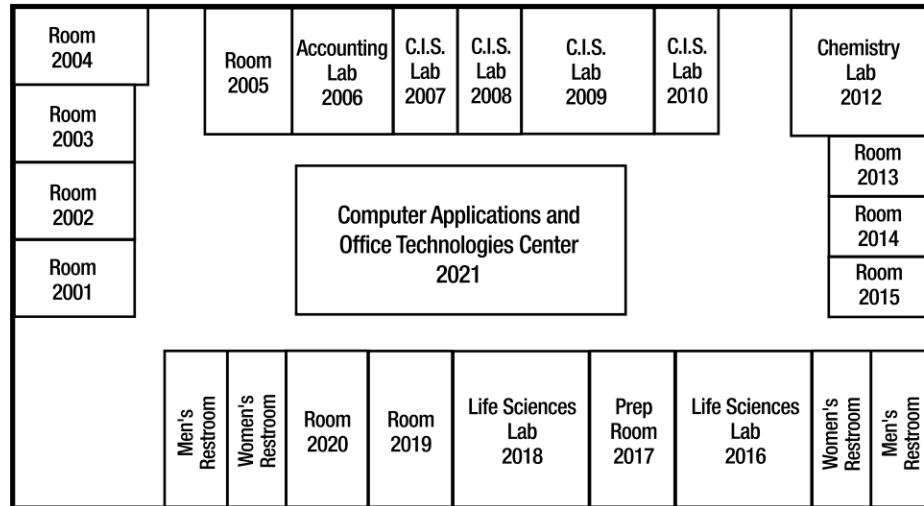 Room
2004
Room
2005
Accounting
Lab
2006
C.I.S.
Lab
2007
C.I.S.
Lab
2008
C.I.S.
Lab
2009
C.I.S.
Lab
2010
Chemistry
Lab
2012
Room
2003
Room
2002
Room
2001
Computer Applications and
Office Technologies Center
2021
Room
2013
Room
2014
Room
2015
Men's
Restroom
Women's
Restroom
Room
2020
Room
2019
Life Sciences
Lab
2018
Prep
Room
2017
Life Sciences
Lab
2016
Women's
Restroom
Men's
Restroom